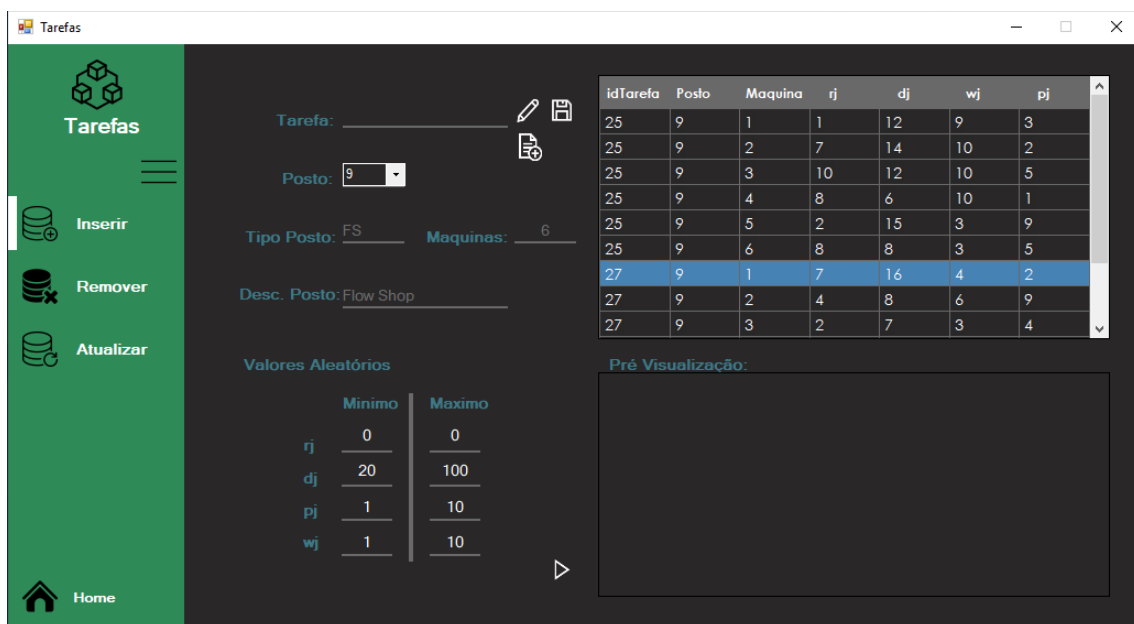 Tarefas
Tarefas
Inserir
Remover
Atualizar
Home
Tarefa:
Posto: 9
Tipo Posto: FS Maquinas: 6
Desc. Posto: Flow Shop
Valores Aleatórios
Minimo Maximo
rj 0 0
dj 20 100
pj 1 10
wj 1 10
idTarefa Posto Maquina rj dj wj pj
25 9 1 1 12 9 3
25 9 2 7 14 10 2
25 9 3 10 12 10 5
25 9 4 8 6 10 1
25 9 5 2 15 3 9
25 9 6 8 8 3 5
27 9 1 7 16 4 2
27 9 2 4 8 6 9
27 9 3 2 7 3 4
Pré Visualização: